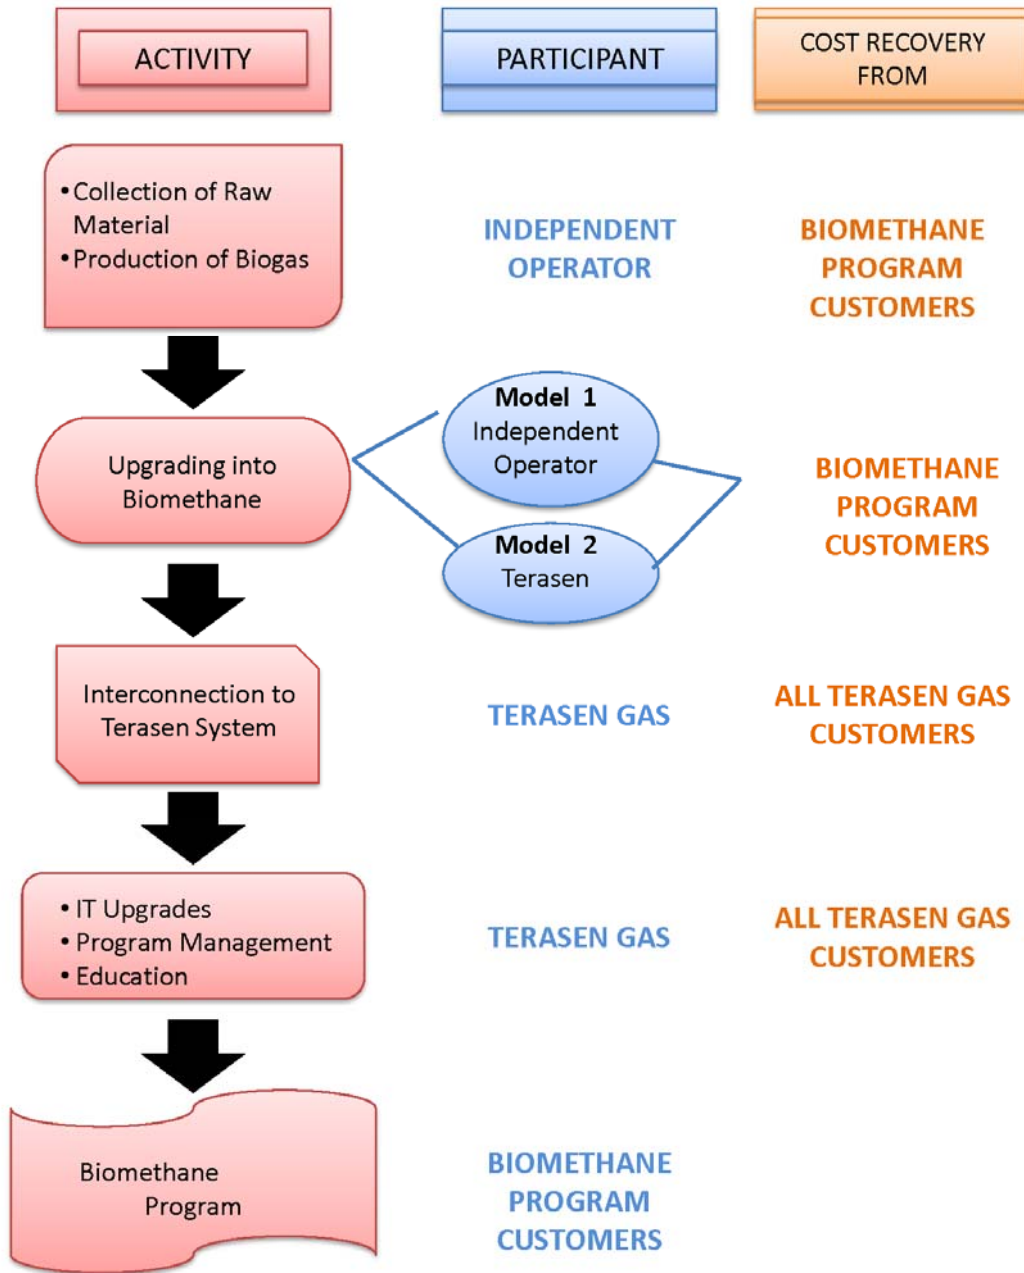 ACTIVITY
PARTICIPANT
COST RECOVERY
FROM
• Collection of Raw
Material
• Production of Biogas
INDEPENDENT
OPERATOR
BIOMETHANE
PROGRAM
CUSTOMERS
Upgrading into
Biomethane
Model 1
Independent
Operator
Model 2
Terasen
BIOMETHANE
PROGRAM
CUSTOMERS
Interconnection to
Terasen System
TERASEN GAS
ALL TERASEN GAS
CUSTOMERS
• IT Upgrades
• Program Management
• Education
TERASEN GAS
ALL TERASEN GAS
CUSTOMERS
Biomethane
Program
BIOMETHANE
PROGRAM
CUSTOMERS